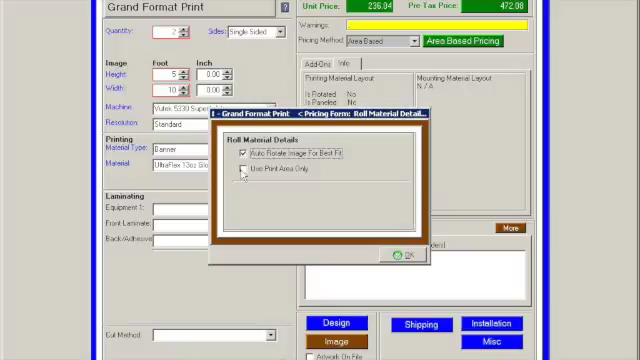 Grand Format Print
?
Unit Price: 236.04 Pre-Tax Price: 472.08
Quantity: 2 Sides: Single Sided
Warnings:
Pricing Method: Area Based Area Based Pricing
Image Foot Inch
Height: 5 0.00
Width: 10 0.00
Machine
Resolution: Standard
Printing
Material Type: Banner
Material UltraFlex 13oz
Laminating
Equipment 1:
Front Laminate:
Back/Adhesive
Cut Method:
Add-Ons Info
Printing Material Layout Mounting Material Layout
Is Rotated No N / A
Is Paneled No
I - Grand Format Print < Pricing Form: Roll Material Detail...
Roll Material Details
Auto Rotate Image For Best Fit
Use Print Area Only
OK
More
Design Shipping Installation
Image Misc
Artwork On File